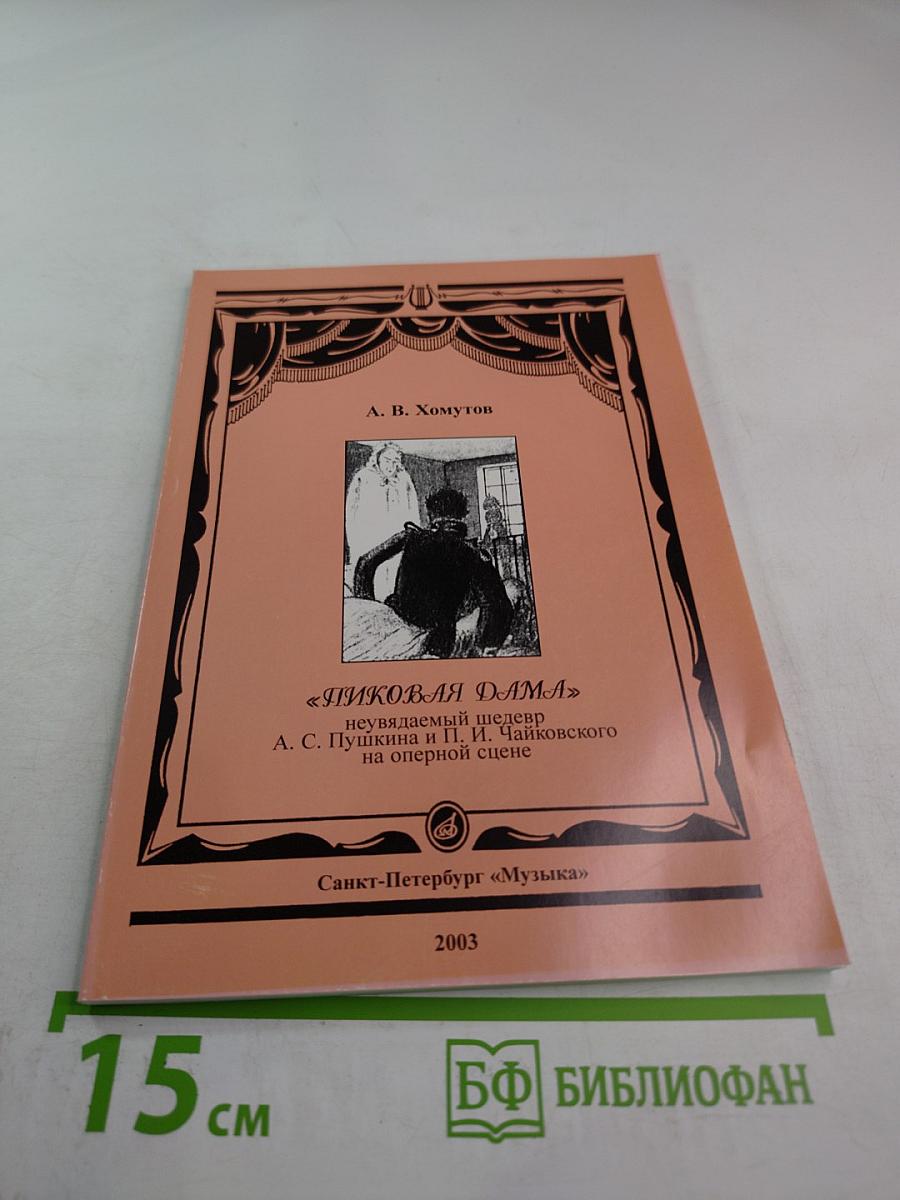 А. В. Хомутов
«ПИКОВАЯ ДАМА»
неувядаемый шедевр
А. С. Пушкина и П. И. Чайковского
на оперной сцене
Санкт-Петербург «Музыка»
2003
15 см
БФ БИБЛИОФАН